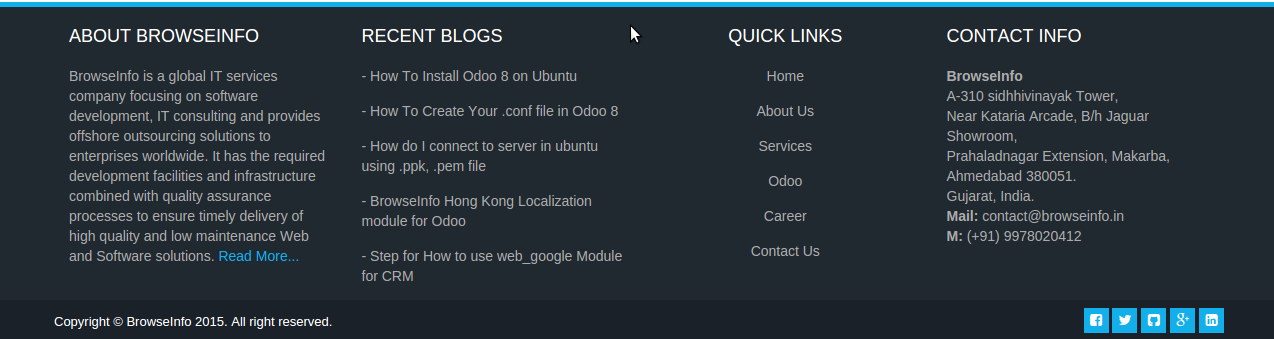 ABOUT BROWSEINFO
BrowseInfo is a global IT services
company focusing on software
development, IT consulting and provides
offshore outsourcing solutions to
enterprises worldwide. It has the required
development facilities and infrastructure
combined with quality assurance
processes to ensure timely delivery of
high quality and low maintenance Web
and Software solutions. Read More...
RECENT BLOGS
- How To Install Odoo 8 on Ubuntu
- How To Create Your .conf file in Odoo 8
- How do I connect to server in ubuntu
using .ppk, .pem file
- BrowseInfo Hong Kong Localization
module for Odoo
- Step for How to use web_google Module
for CRM
QUICK LINKS
Home
About Us
Services
Odoo
Career
Contact Us
CONTACT INFO
BrowseInfo
A-310 sidhhivinayak Tower,
Near Kataria Arcade, B/h Jaguar
Showroom,
Prahaladnagar Extension, Makarba,
Ahmedabad 380051.
Gujarat, India.
Mail: contact@browseinfo.in
M: (+91) 9978020412
Copyright © BrowseInfo 2015. All right reserved.